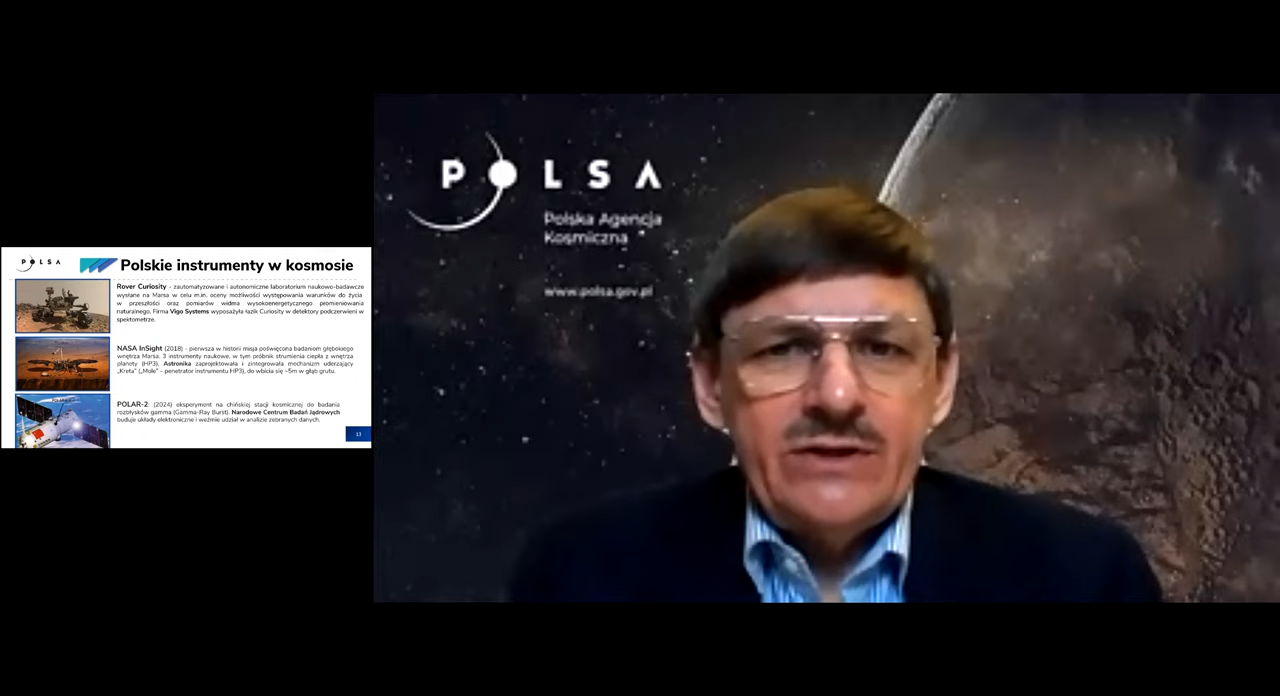 POLSA
Polskie instrumenty w kosmosie
Rover Curiosity - zautomatyzowane i autonomiczne laboratorium naukowo-badawcze
wysłane na Marsa w celu m.in. oceny możliwości występowania warunków do życia
w przeszłości oraz pomiarów widma wysokoenergetycznego promieniowania
naturalnego. Firma Vigo Systems wyposażyła łazik Curiosity w detektory podczerwieni w
spektometrze.
NASA InSight (2018) - pierwsza w historii misja poświęcona badaniom głębokiego
wnętrza Marsa. 3 instrumenty naukowe, w tym próbnik strumienia ciepła z wnętrza
planety (HP3). Astronika zaprojektowała i zintegrowała mechanizm uderzający
„Kreta” („Mole” – penetrator instrumentu HP3), do wbicia się ~5m w głąb grutu.
POLAR-2: (2024) eksperyment na chińskiej stacji kosmicznej do badania
rozbłysków gamma (Gamma-Ray Burst). Narodowe Centrum Badań Jądrowych
buduje układy elektroniczne i weźmie udział w analizie zebranych danych.
13
POLSA
Polska Agencja
Kosmiczna
www.polsa.gov.pl